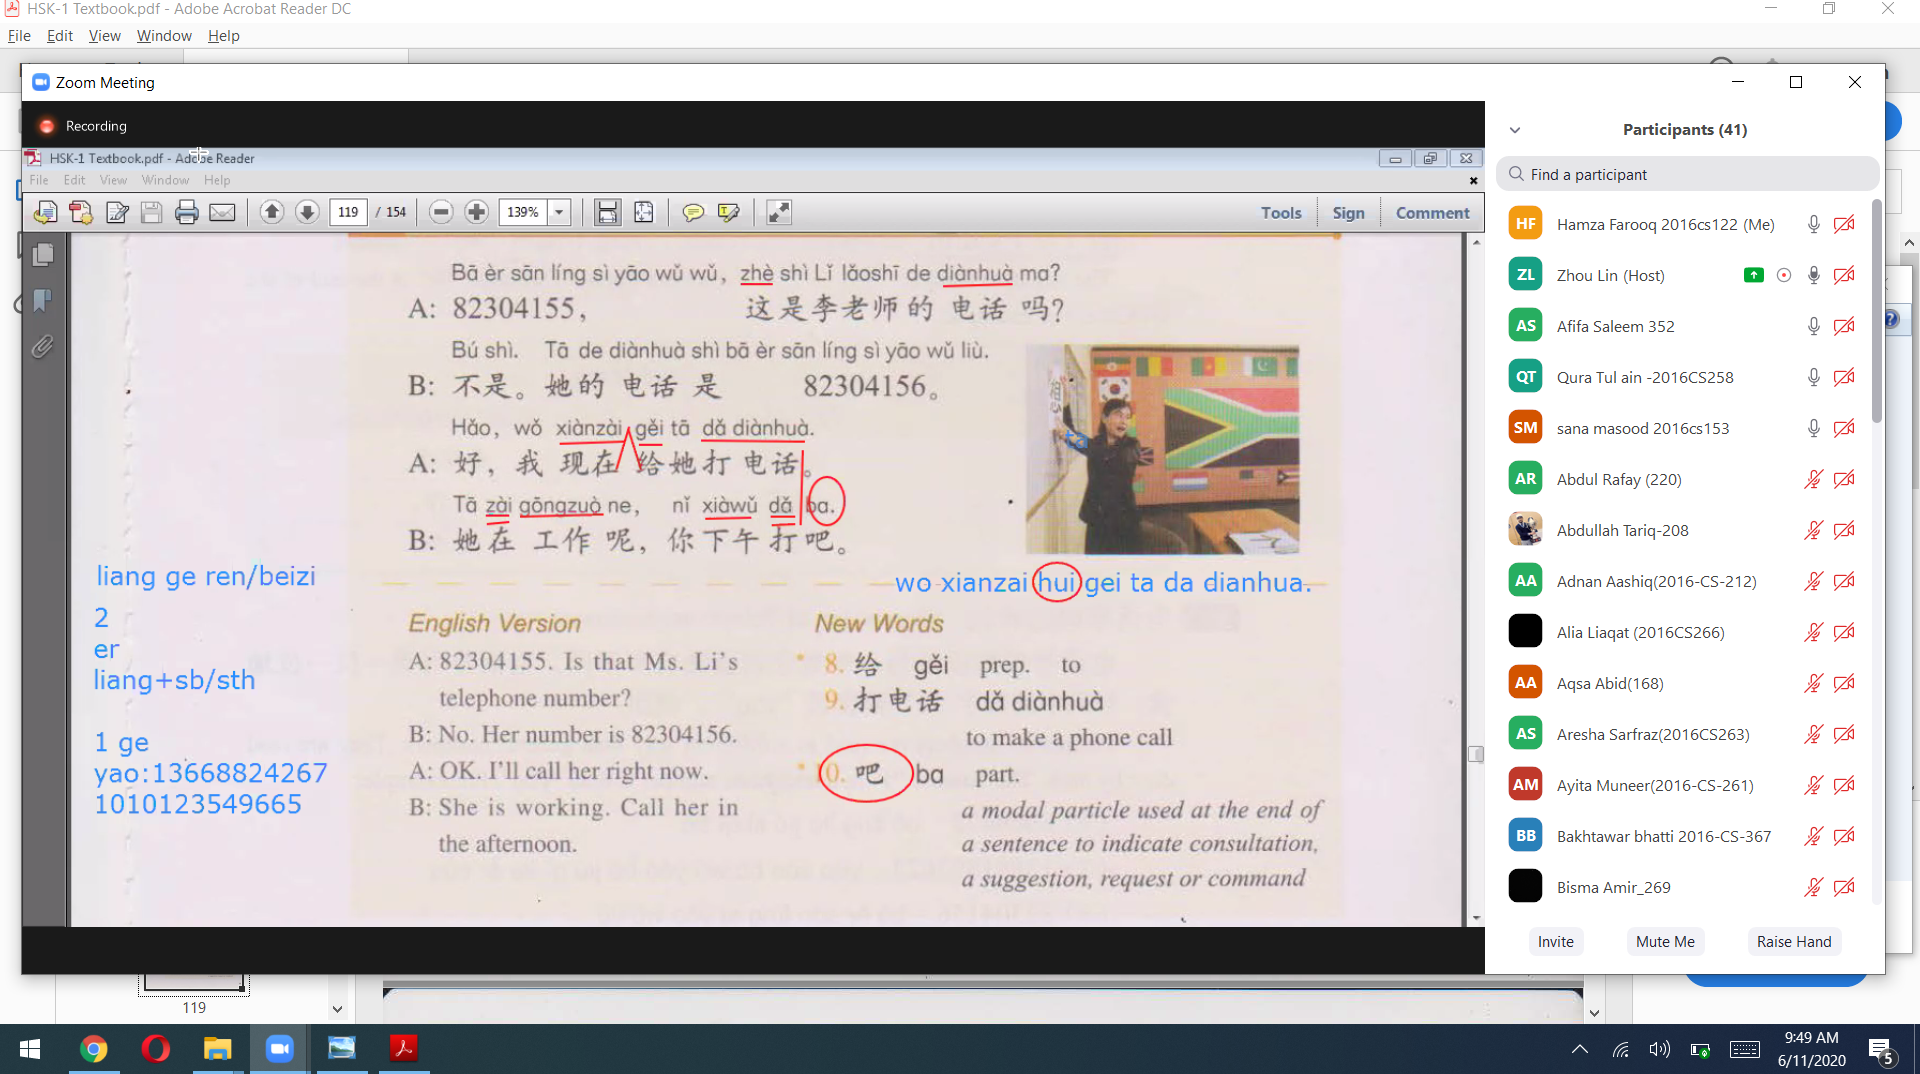 HSK-1 Textbook.pdf - Adobe Acrobat Reader DC
File Edit View Window Help
Zoom Meeting
Recording
HSK-1 Textbook.pdf - Adobe Reader
File Edit View Window Help
119 / 154 139% Tools Sign Comment
Bā èr sān líng sì yāo wǔ wǔ, zhè shì Lǐ lǎoshī de diànhuà ma?
A: 82304155, 这是李老师的 电话 吗?
Bú shì. Tā de diànhuà shì bā èr sān líng sì yāo wǔ liù.
B: 不是。她的 电话 是 82304156。
Hǎo, wǒ xiànzài gěi tā dǎ diànhuà.
A: 好, 我 现在 给她打 电话。
Tā zài gōngzuò ne, nǐ xiàwǔ dǎ ba.
B: 她在 工作 呢, 你下午 打吧。
ta
liang ge ren/beizi
2
er
liang+sb/sth
1 ge
yao:13668824267
1010123549665
wo xianzai hui gei ta da dianhua.
English Version
A: 82304155. Is that Ms. Li's
telephone number?
B: No. Her number is 82304156.
A: OK. I'll call her right now.
B: She is working. Call her in
the afternoon.
New Words
* 8. 给 gěi prep. to
9. 打电话 dǎ diànhuà
to make a phone call
* 10. 吧 ba part.
a modal particle used at the end of
a sentence to indicate consultation,
a suggestion, request or command
Participants (41)
Find a participant
HF Hamza Farooq 2016cs122 (Me)
ZL Zhou Lin (Host)
AS Afifa Saleem 352
QT Qura Tul ain -2016CS258
SM sana masood 2016cs153
AR Abdul Rafay (220)
Abdullah Tariq-208
AA Adnan Aashiq(2016-CS-212)
Alia Liaqat (2016CS266)
AA Aqsa Abid(168)
AS Aresha Sarfraz(2016CS263)
AM Ayita Muneer(2016-CS-261)
BB Bakhtawar bhatti 2016-CS-367
Bisma Amir_269
Invite Mute Me Raise Hand
119
9:49 AM
6/11/2020
5